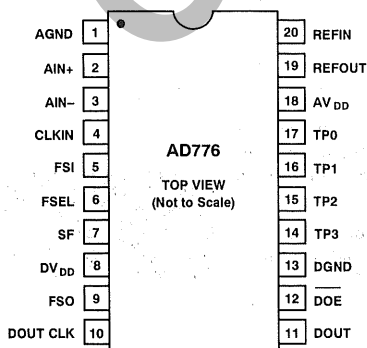 AGND 1 20 REFIN
AIN+ 2 19 REFOUT
AIN– 3 18 AVDD
CLKIN 4 17 TP0
FSI 5 16 TP1
FSEL 6 15 TP2
SF 7 14 TP3
DVDD 8 13 DGND
FSO 9 12 DOE
DOUT CLK 10 11 DOUT
AD776
TOP VIEW
(Not to Scale)